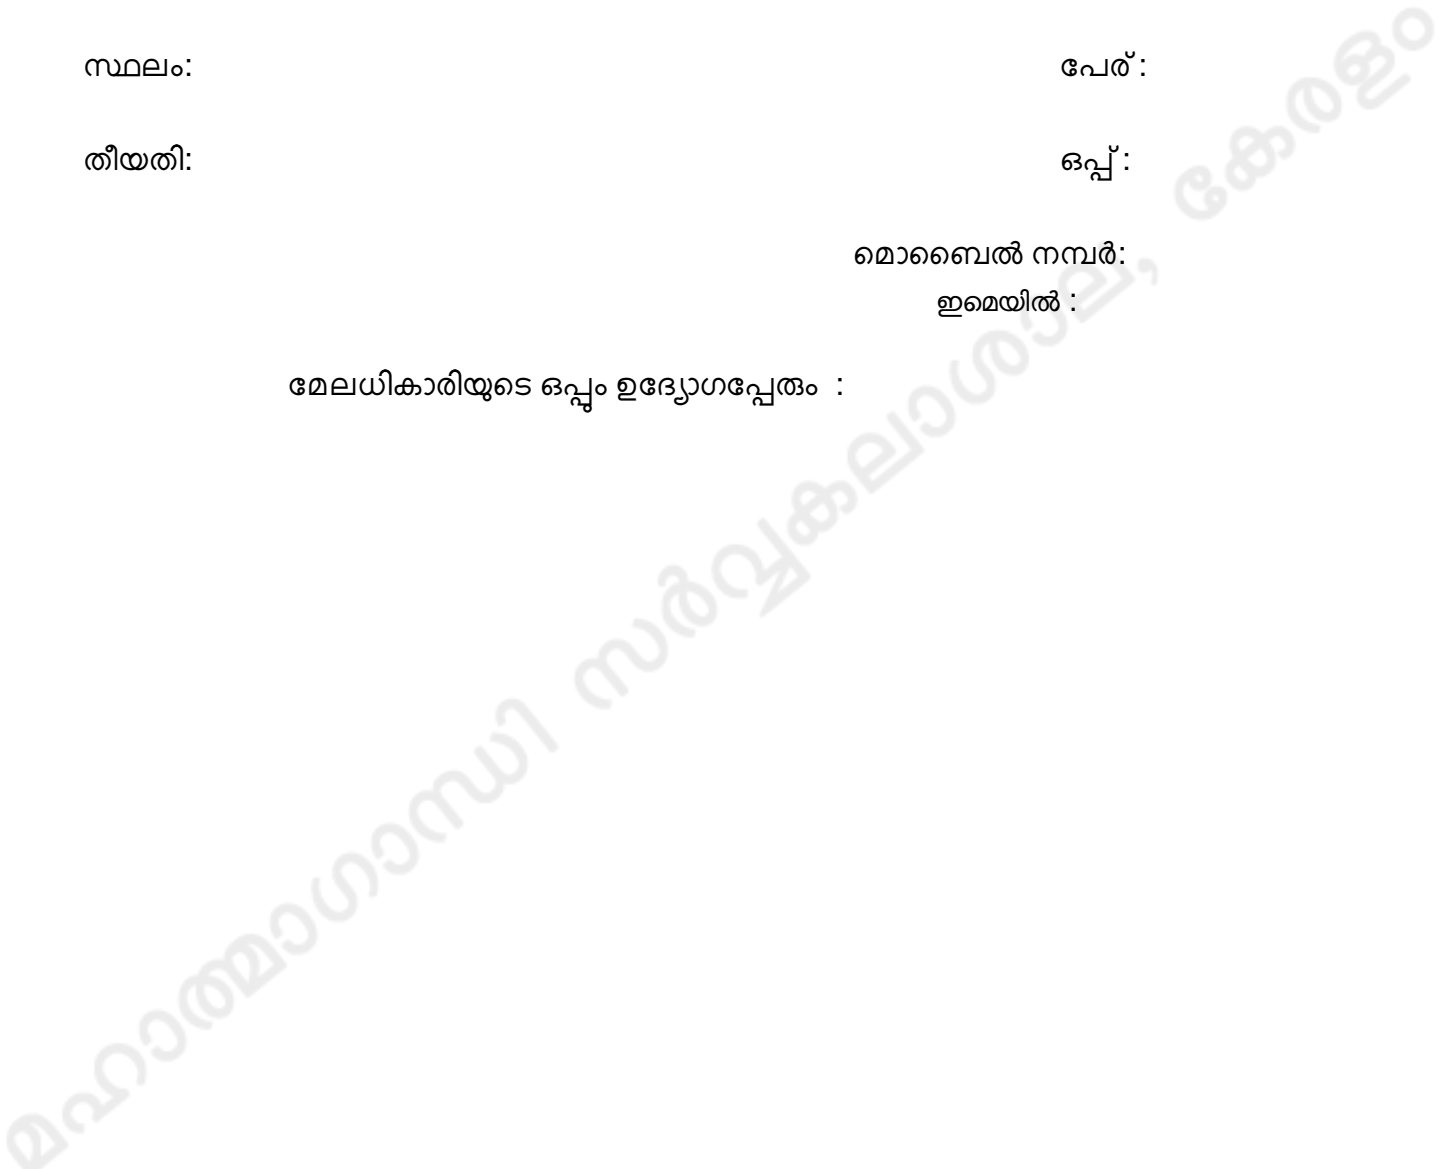 സ്ഥലം: പേര് :
തീയതി: ഒപ്പ് :
മൊബൈൽ നമ്പർ:
ഇമെയിൽ :
മേലധികാരിയുടെ ഒപ്പും ഉദ്യോഗപ്പേരും :
മഹാത്മാഗാന്ധി സർവ്വകലാശാല, കേരളം